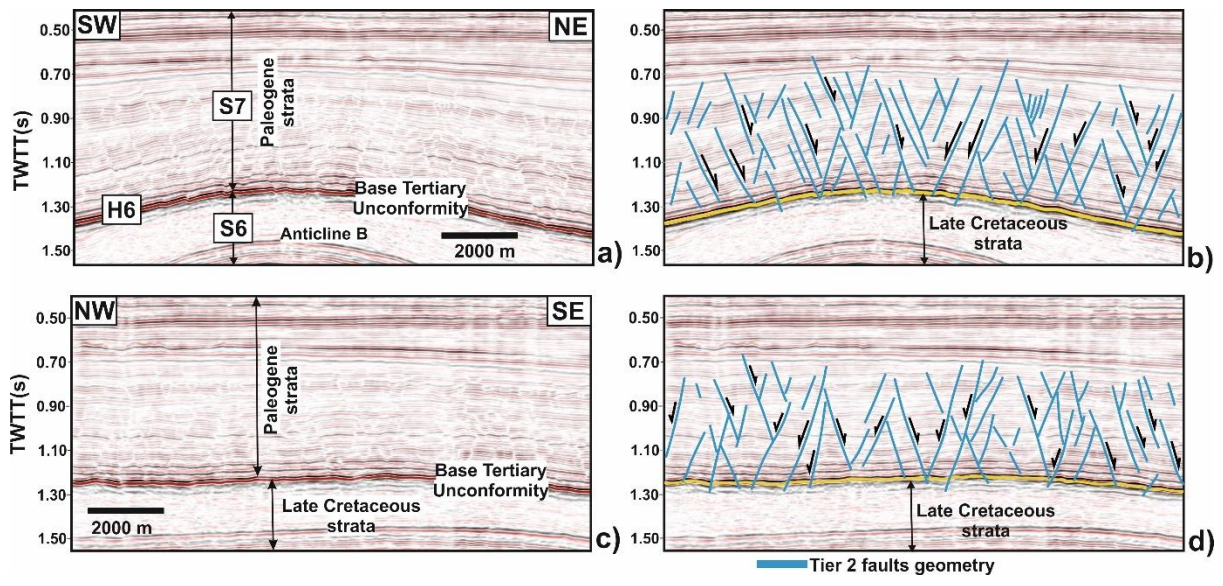 SW
NE
TWTT(s)
0.50
0.70
0.90
1.10
1.30
1.50
S7
Paleogene
strata
H6
S6
Base Tertiary
Unconformity
Anticline B
2000 m
a)
0.50
0.70
0.90
1.10
1.30
1.50
Late Cretaceous
strata
b)
NW
SE
TWTT(s)
0.50
0.70
0.90
1.10
1.30
1.50
Paleogene
strata
Base Tertiary
Unconformity
2000 m
Late Cretaceous
strata
c)
0.50
0.70
0.90
1.10
1.30
1.50
Late Cretaceous
strata
d)
Tier 2 faults geometry